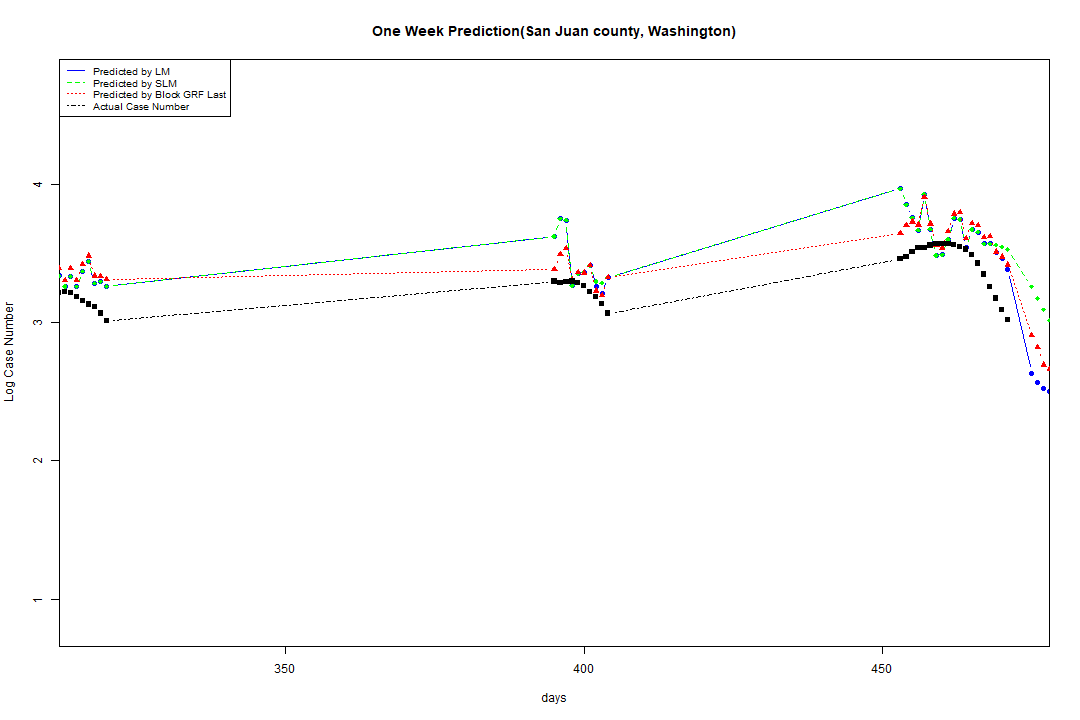 One Week Prediction(San Juan county, Washington)
Predicted by LM
Predicted by SLM
Predicted by Block GRF Last
Actual Case Number
4
3
2
1
Log Case Number
350 400 450
days